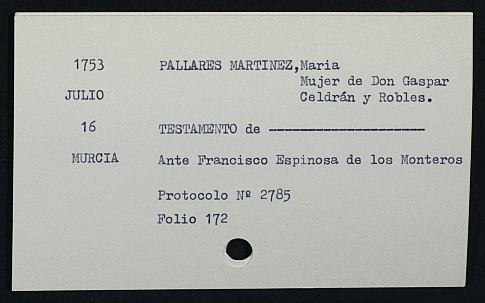 1753 PALLARES MARTINEZ,Maria
Mujer de Don Gaspar
JULIO Celdrán y Robles.
16 TESTAMENTO de ----------------------
MURCIA Ante Francisco Espinosa de los Monteros
Protocolo Nº 2785
Folio 172